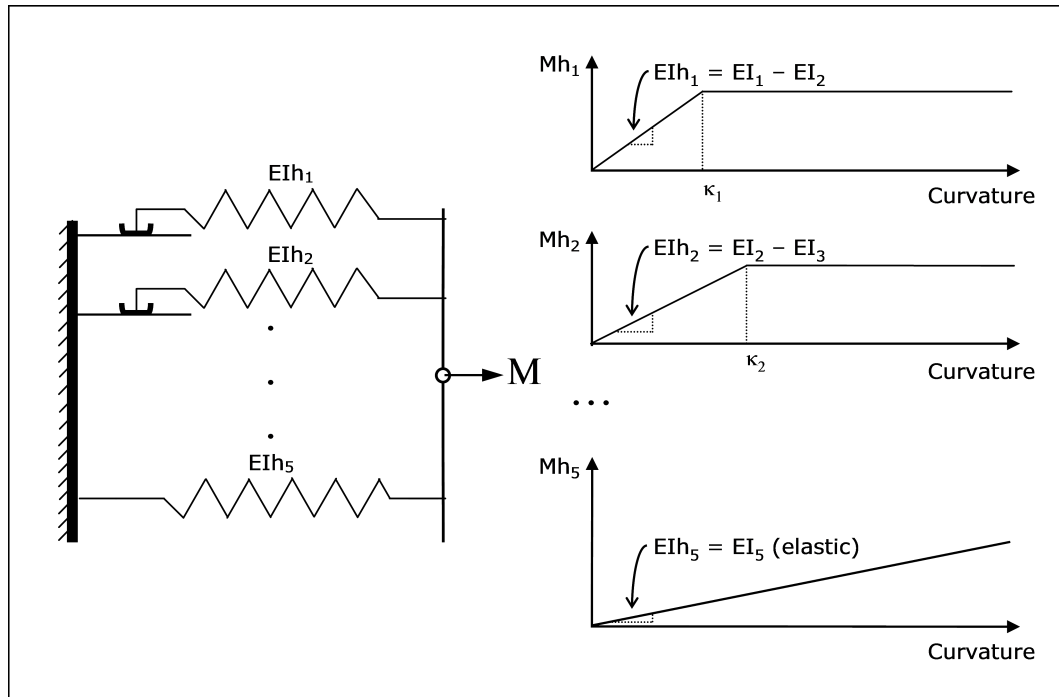 EIh₁
EIh₂
.
.
.
EIh₅
M
Mh₁
EIh₁ = EI₁ – EI₂
κ₁
Curvature
Mh₂
EIh₂ = EI₂ – EI₃
κ₂
Curvature
...
Mh₅
EIh₅ = EI₅ (elastic)
Curvature